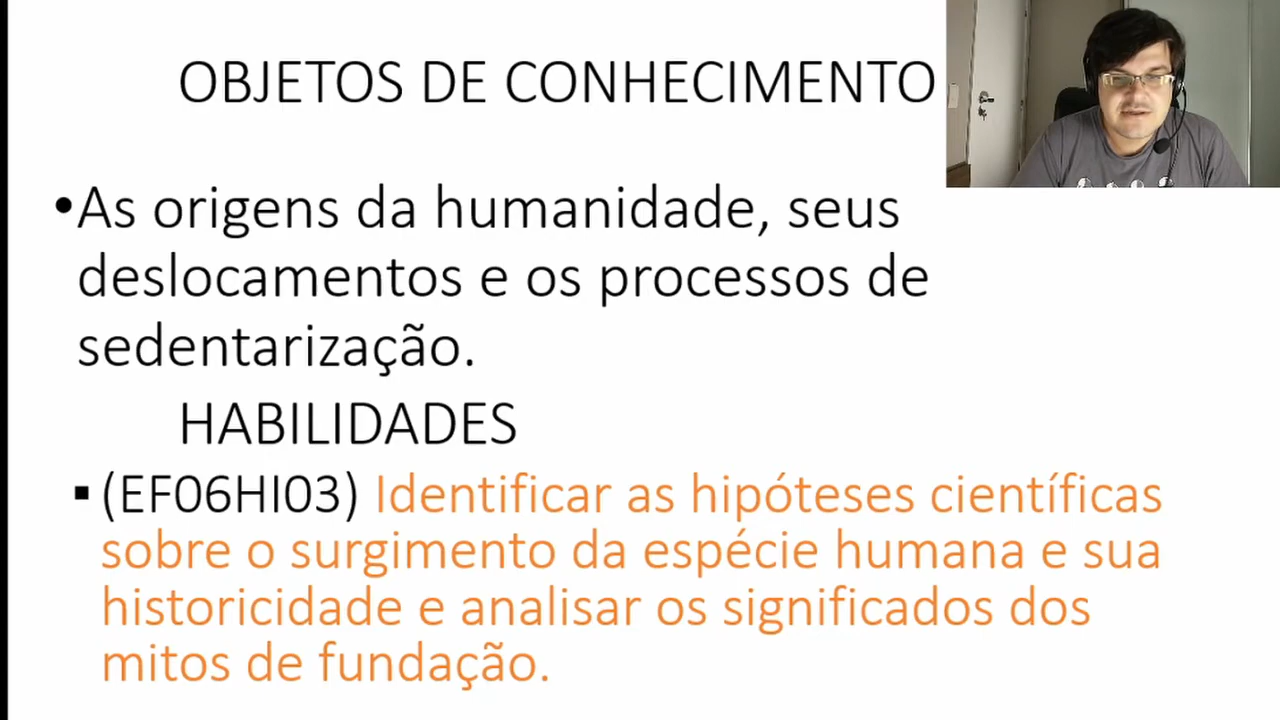 OBJETOS DE CONHECIMENTO
•As origens da humanidade, seus
deslocamentos e os processos de
sedentarização.
HABILIDADES
▪ (EF06HI03) Identificar as hipóteses científicas
sobre o surgimento da espécie humana e sua
historicidade e analisar os significados dos
mitos de fundação.